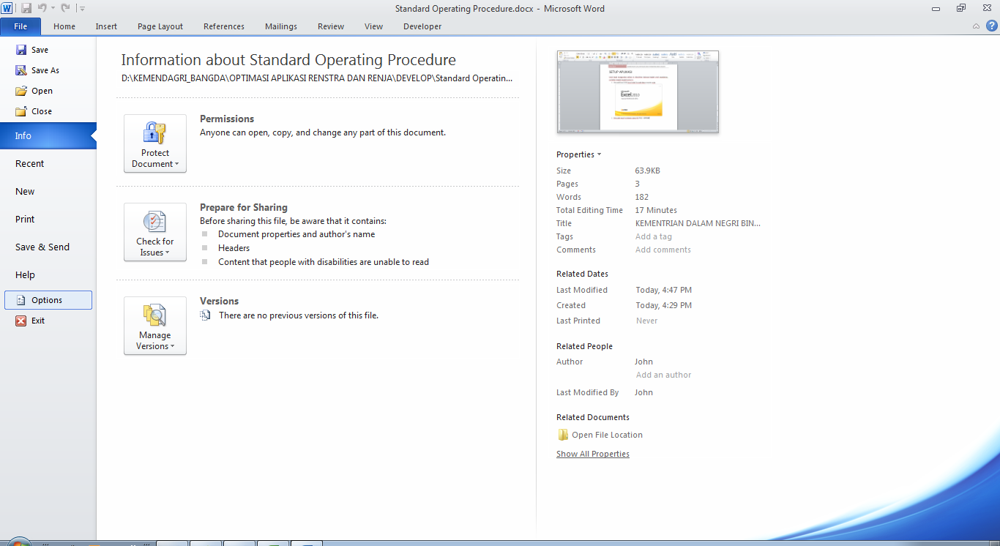 Standard Operating Procedure.docx - Microsoft Word
File Home Insert Page Layout References Mailings Review View Developer
Save
Save As
Open
Close
Info
Recent
New
Print
Save & Send
Help
Options
Exit
Information about Standard Operating Procedure
D:\KEMENDAGRI_BANGDA\OPTIMASI APLIKASI RENSTRA DAN RENJA\DEVELOP\Standard Operatin...
Protect
Document
Permissions
Anyone can open, copy, and change any part of this document.
Check for
Issues
Prepare for Sharing
Before sharing this file, be aware that it contains:
Document properties and author's name
Headers
Content that people with disabilities are unable to read
Manage
Versions
Versions
There are no previous versions of this file.
SETUP APLIKASI
Excel 2010
Properties
Size 63.9KB
Pages 3
Words 182
Total Editing Time 17 Minutes
Title KEMENTRIAN DALAM NEGRI BIN...
Tags Add a tag
Comments Add comments
Related Dates
Last Modified Today, 4:47 PM
Created Today, 4:29 PM
Last Printed Never
Related People
Author John
Add an author
Last Modified By John
Related Documents
Open File Location
Show All Properties